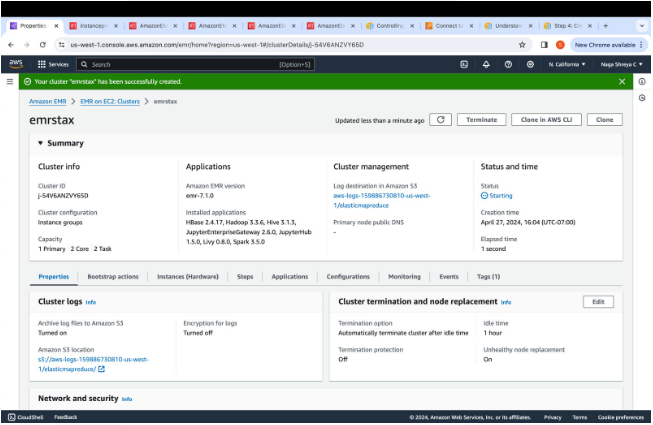 Properties
Instances
AmazonE
AmazonE
AmazonE
AmazonE
Controlling
Connect t
Understan
Step 4: Cr
us-west-1.console.aws.amazon.com/emr/home?region=us-west-1#/clusterDetails/j-54V6ANZVY65D
New Chrome available
aws
Services
Search
[Option+S]
N. California
Naga Shreya C
Your cluster "emrstax" has been successfully created.
Amazon EMR
EMR on EC2: Clusters
emrstax
emrstax
Updated less than a minute ago
Terminate
Clone in AWS CLI
Clone
Summary
Cluster info
Cluster ID
j-54V6ANZVY65D
Cluster configuration
Instance groups
Capacity
1 Primary 2 Core 2 Task
Applications
Amazon EMR version
emr-7.1.0
Installed applications
HBase 2.4.17, Hadoop 3.3.6, Hive 3.1.3,
JupyterEnterpriseGateway 2.6.0, JupyterHub
1.5.0, Livy 0.8.0, Spark 3.5.0
Cluster management
Log destination in Amazon S3
aws-logs-159886730810-us-west-
1/elasticmapreduce
Primary node public DNS
-
Status and time
Status
Starting
Creation time
April 27, 2024, 16:04 (UTC-07:00)
Elapsed time
1 second
Properties
Bootstrap actions
Instances (Hardware)
Steps
Applications
Configurations
Monitoring
Events
Tags (1)
Cluster logs Info
Archive log files to Amazon S3
Turned on
Amazon S3 location
s3://aws-logs-159886730810-us-west-
1/elasticmapreduce/
Encryption for logs
Turned off
Cluster termination and node replacement Info
Edit
Termination option
Automatically terminate cluster after idle time
Termination protection
Off
Idle time
1 hour
Unhealthy node replacement
On
Network and security Info
CloudShell
Feedback
© 2024, Amazon Web Services, Inc. or its affiliates.
Privacy
Terms
Cookie preferences